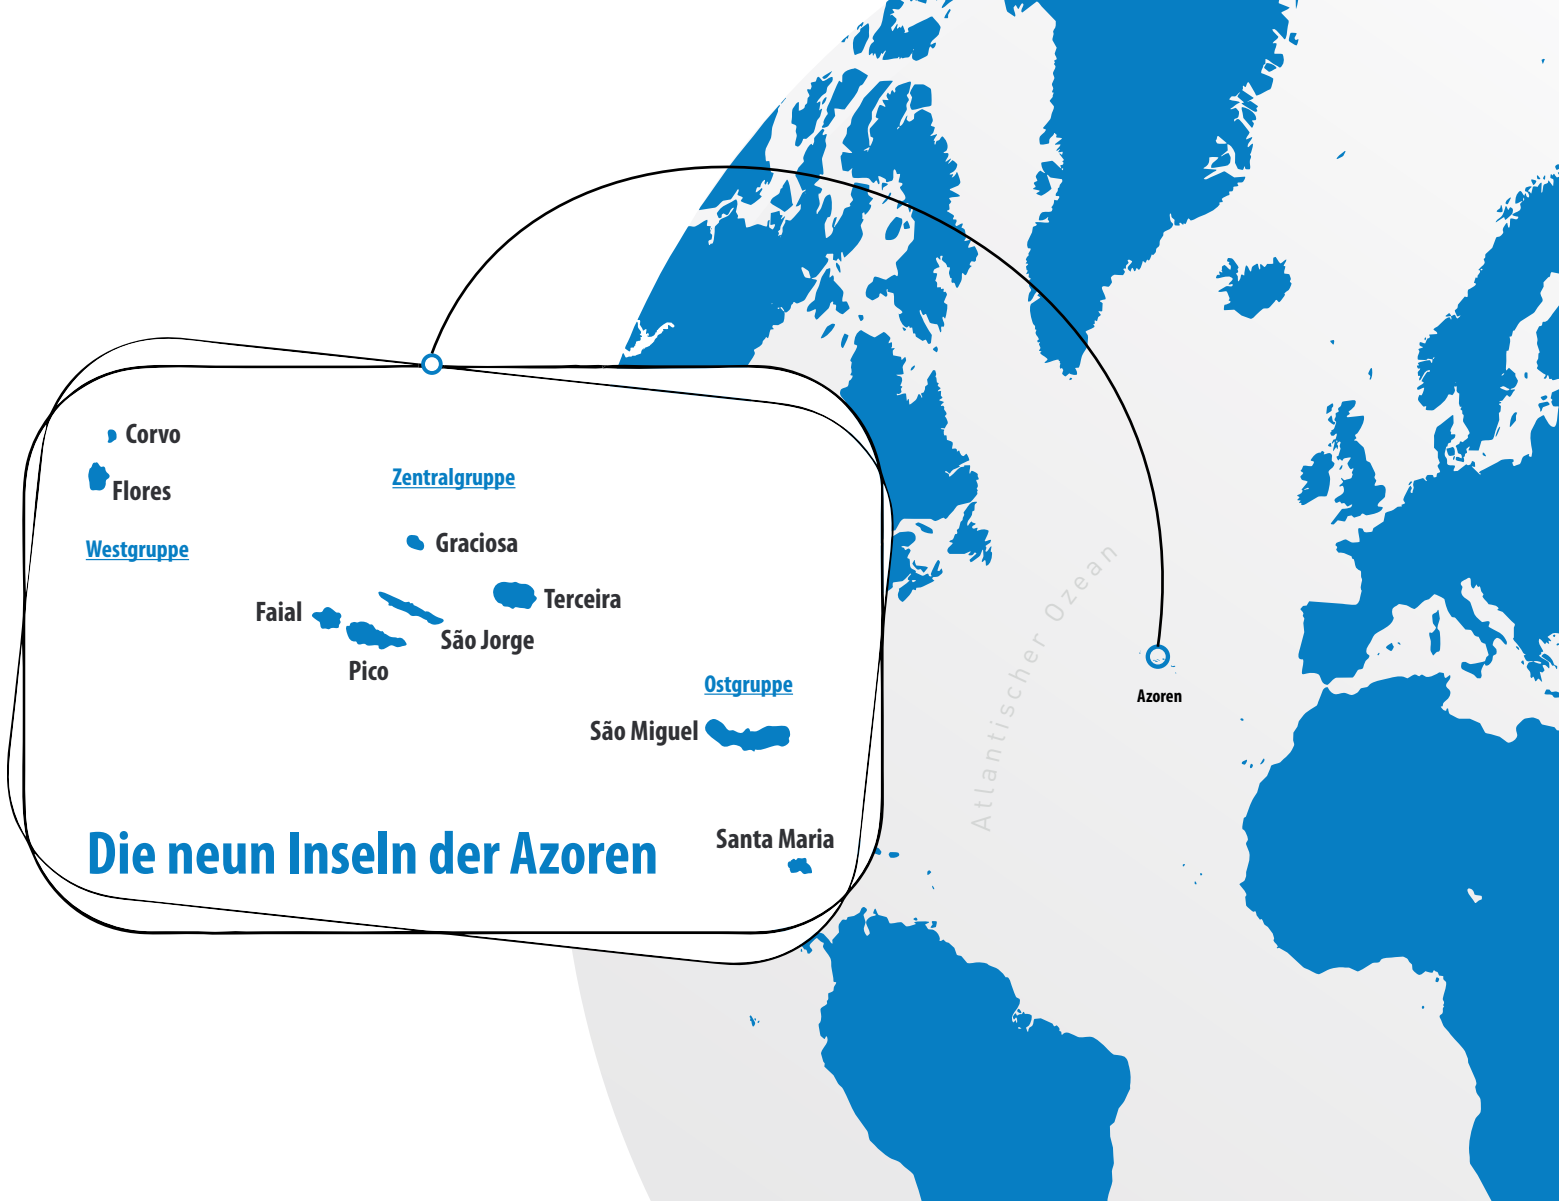 Corvo
Flores
Westgruppe
Zentralgruppe
Graciosa
Terceira
Faial
São Jorge
Pico
Ostgruppe
São Miguel
Santa Maria
Die neun Inseln der Azoren
Atlantischer Ozean
Azoren